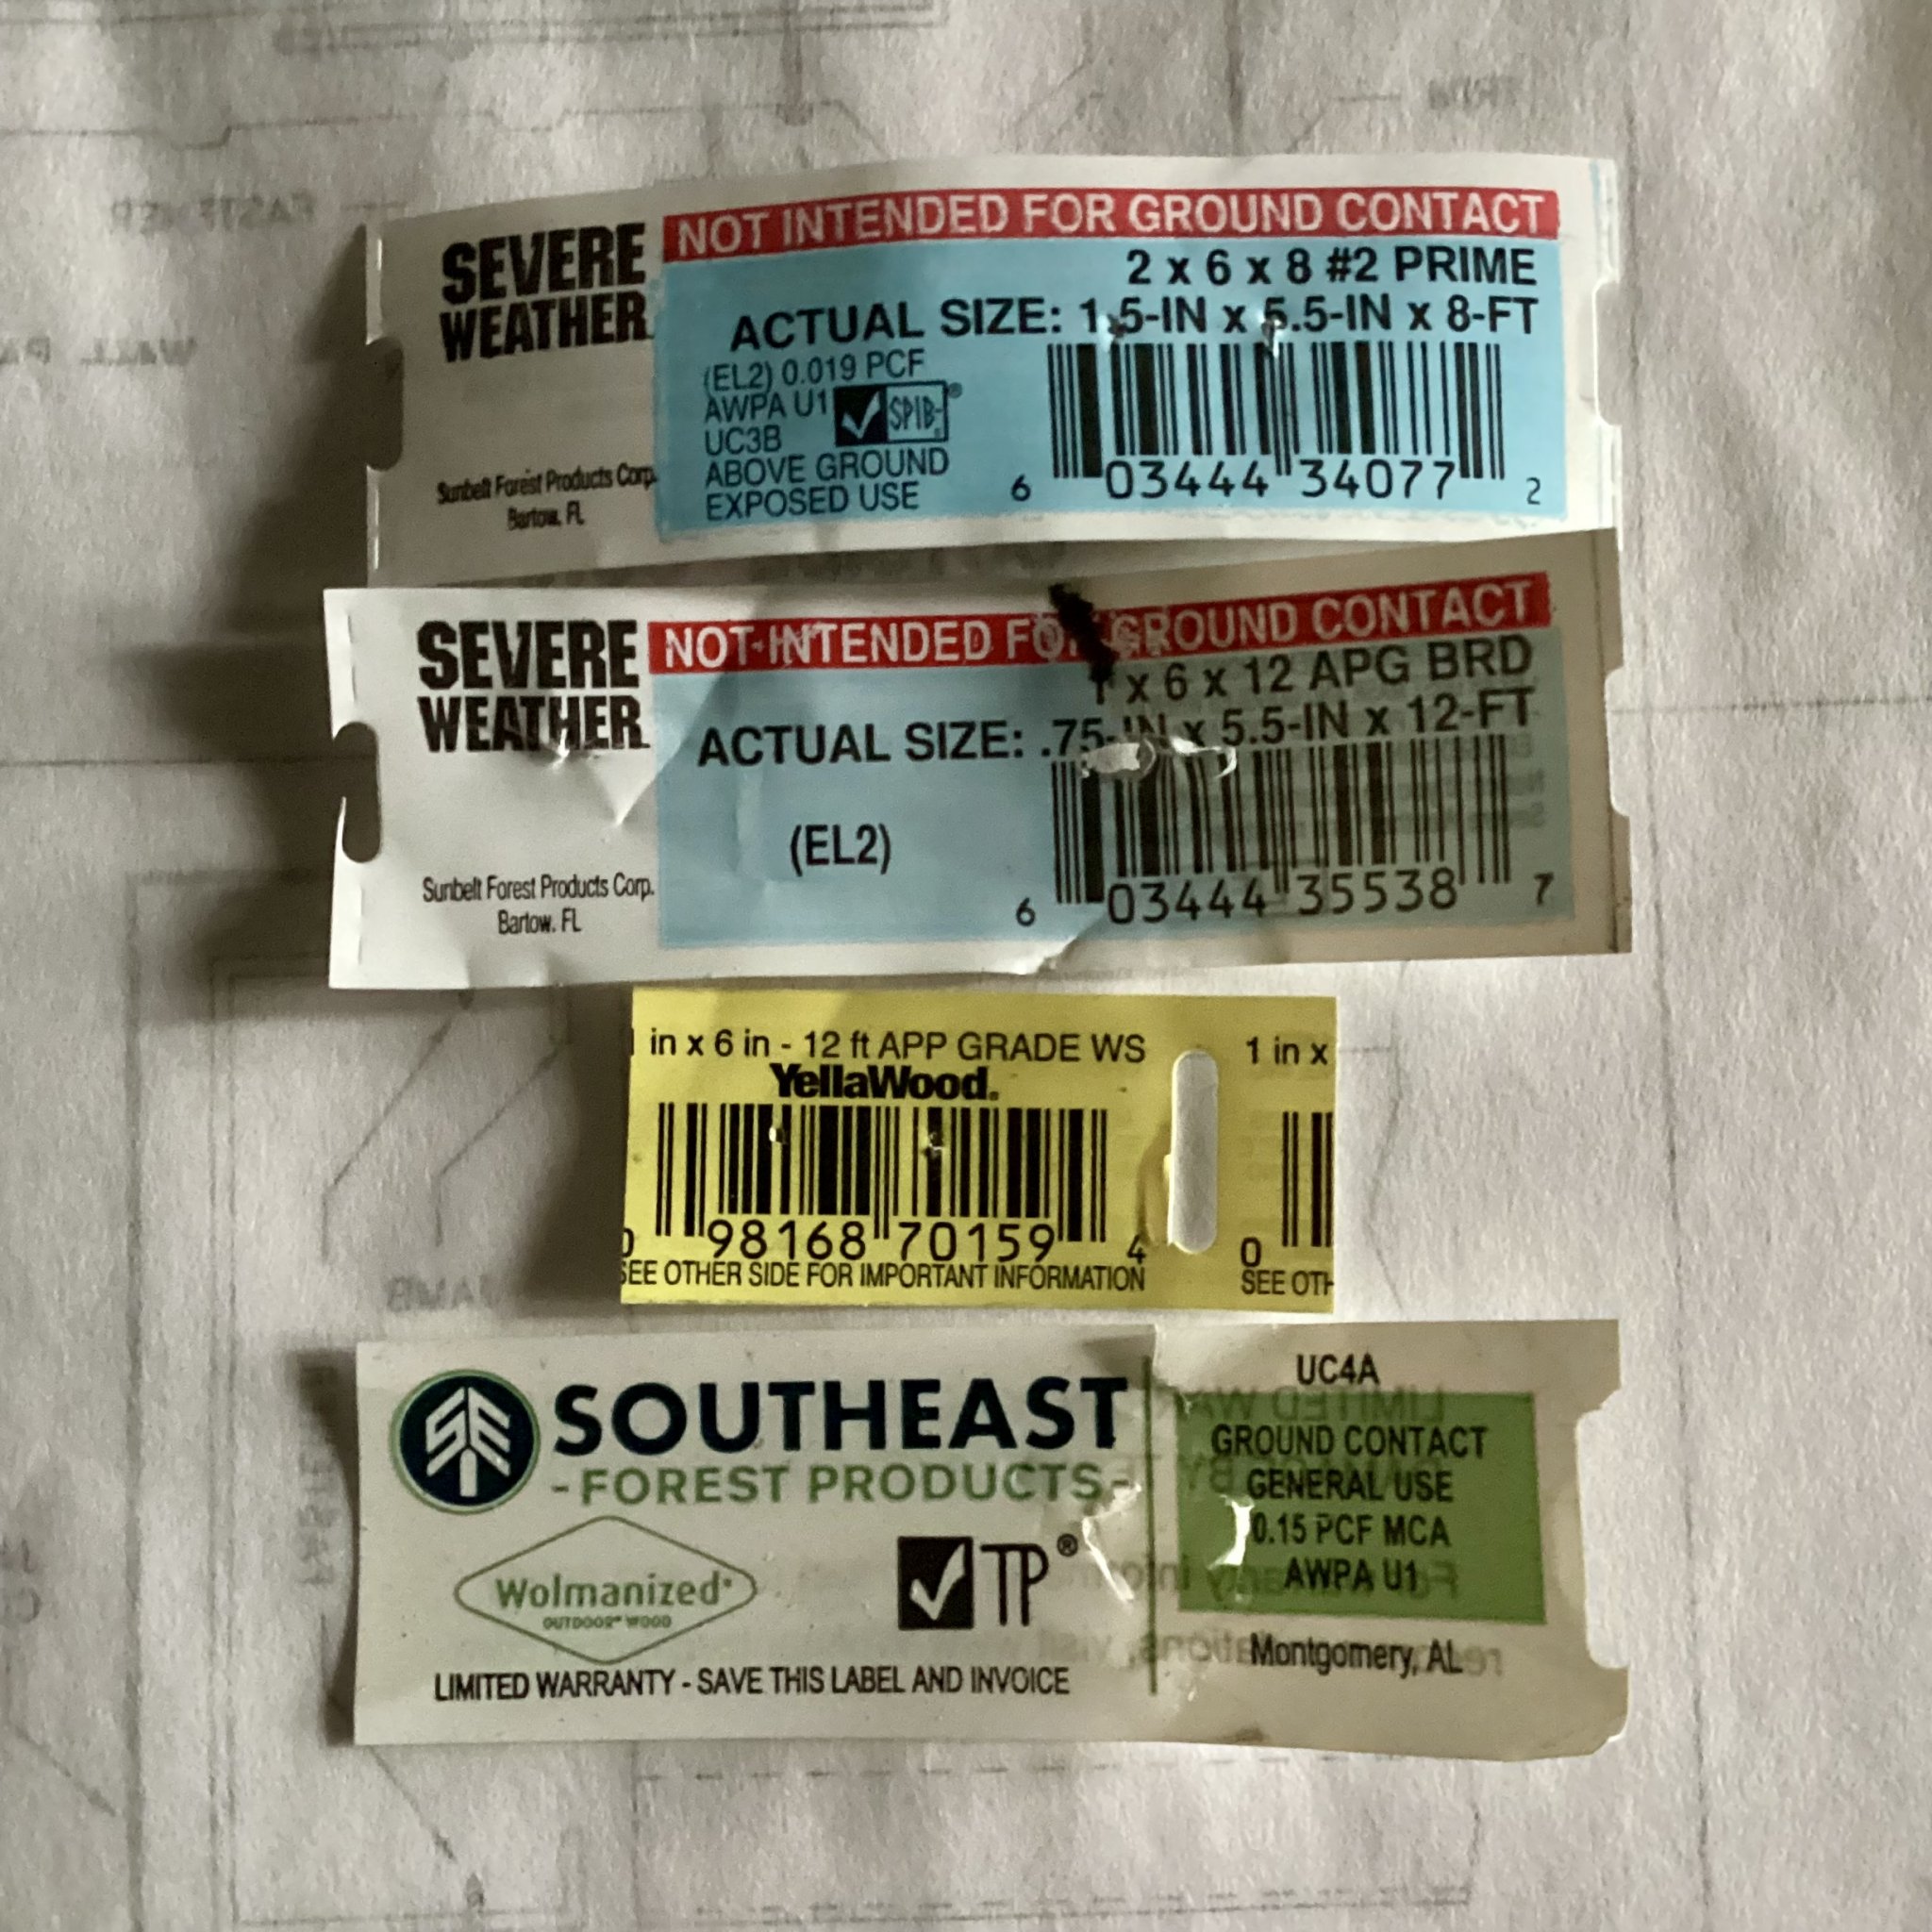 SEVERE
WEATHER
Sunbelt Forest Products Corp.
Bartow, FL
NOT INTENDED FOR GROUND CONTACT
2 x 6 x 8 #2 PRIME
ACTUAL SIZE: 1.5-IN x 5.5-IN x 8-FT
(EL2) 0.019 PCF
AWPA U1
UC3B
ABOVE GROUND
EXPOSED USE
SPIB®
6 03444 34077 2
SEVERE
WEATHER
Sunbelt Forest Products Corp.
Bartow, FL
NOT INTENDED FOR GROUND CONTACT
1 x 6 x 12 APG BRD
ACTUAL SIZE: .75-IN x 5.5-IN x 12-FT
(EL2)
6 03444 35538 7
1 in x 6 in - 12 ft APP GRADE WS
YellaWood®
0 98168 70159 4
SEE OTHER SIDE FOR IMPORTANT INFORMATION
1 in x
0
SEE OTH
SFE
SOUTHEAST
-FOREST PRODUCTS-
Wolmanized®
OUTDOOR® WOOD
TP®
LIMITED WARRANTY - SAVE THIS LABEL AND INVOICE
UC4A
GROUND CONTACT
GENERAL USE
0.15 PCF MCA
AWPA U1
Montgomery, AL